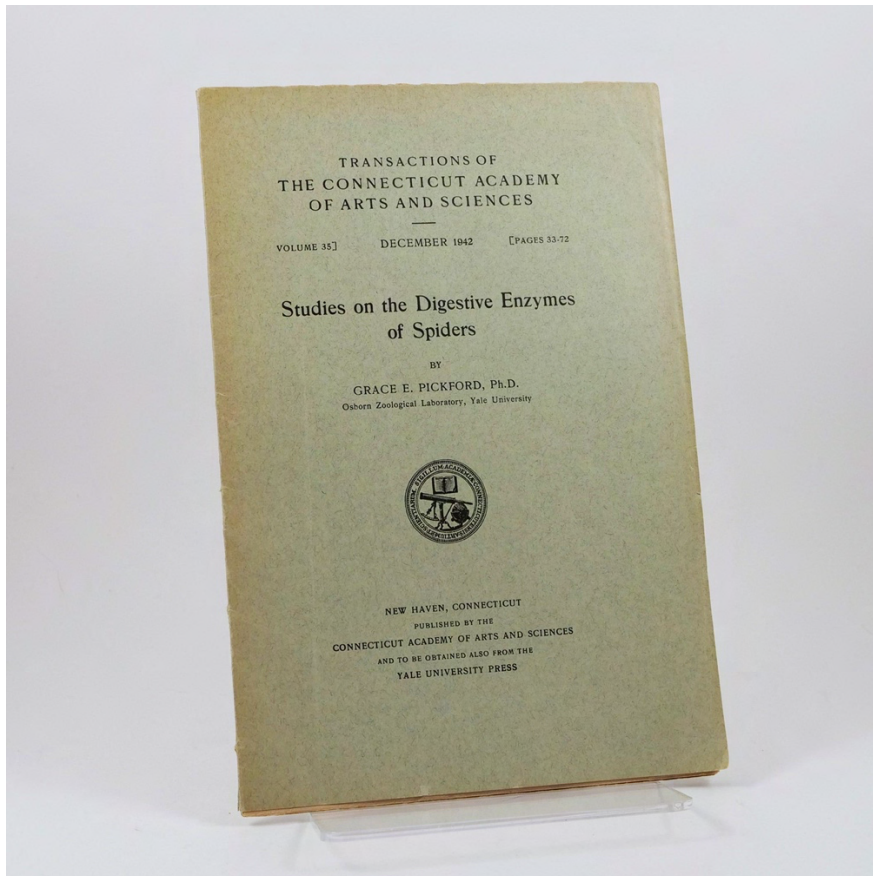 TRANSACTIONS OF
THE CONNECTICUT ACADEMY
OF ARTS AND SCIENCES
VOLUME 35] DECEMBER 1942 [PAGES 33-72
Studies on the Digestive Enzymes
of Spiders
BY
GRACE E. PICKFORD, Ph.D.
Osborn Zoological Laboratory, Yale University
NEW HAVEN, CONNECTICUT
PUBLISHED BY THE
CONNECTICUT ACADEMY OF ARTS AND SCIENCES
AND TO BE OBTAINED ALSO FROM THE
YALE UNIVERSITY PRESS